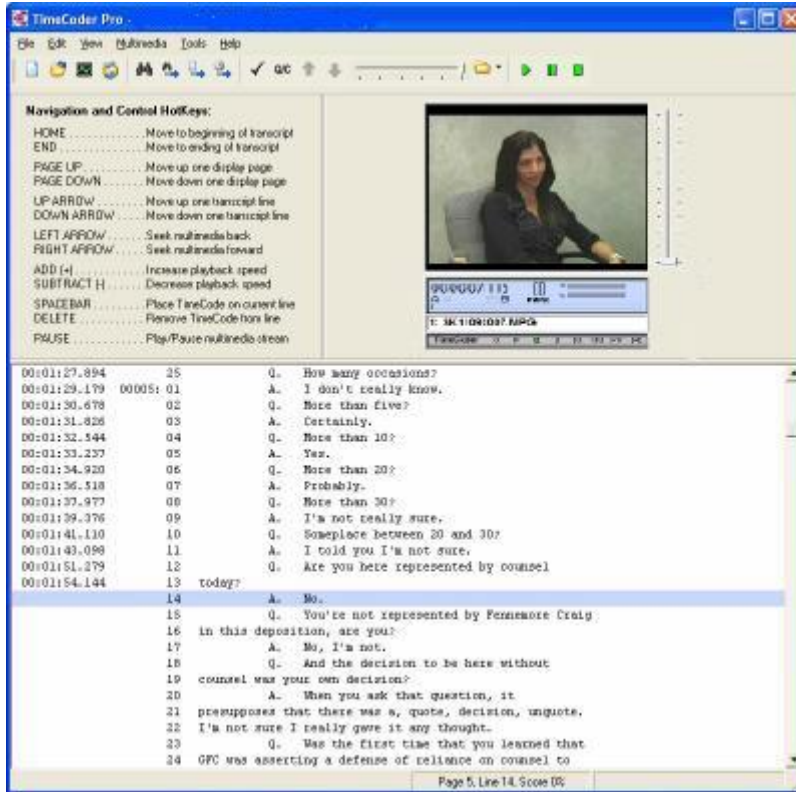 TimeCoder Pro -
File Edit View Multimedia Tools Help
Q/C
Navigation and Control HotKeys:
HOME . . . . . . . . . . . . Move to beginning of transcript
END . . . . . . . . . . . . . . Move to ending of transcript
PAGE UP . . . . . . . . . . Move up one display page
PAGE DOWN . . . . . . . Move down one display page
UP ARROW . . . . . . . . Move up one transcript line
DOWN ARROW . . . . . Move down one transcript line
LEFT ARROW . . . . . . Seek multimedia back
RIGHT ARROW . . . . . Seek multimedia forward
ADD (+) . . . . . . . . . . . Increase playback speed
SUBTRACT (-) . . . . . . Decrease playback speed
SPACEBAR . . . . . . . . Place TimeCode on current line
DELETE . . . . . . . . . . . Remove TimeCode from line
PAUSE . . . . . . . . . . . . Play/Pause multimedia stream
TimeCoder
00:01:27.894 25 Q. How many occasions?
00:01:29.179 00005: 01 A. I don't really know.
00:01:30.678 02 Q. More than five?
00:01:31.826 03 A. Certainly.
00:01:32.544 04 Q. More than 10?
00:01:33.237 05 A. Yes.
00:01:34.920 06 Q. More than 20?
00:01:36.518 07 A. Probably.
00:01:37.977 08 Q. More than 30?
00:01:39.376 09 A. I'm not really sure.
00:01:41.110 10 Q. Someplace between 20 and 30?
00:01:43.098 11 A. I told you I'm not sure.
00:01:51.279 12 Q. Are you here represented by counsel
00:01:54.144 13 today?
14 A. No.
15 Q. You're not represented by Fennemore Craig
16 in this deposition, are you?
17 A. No, I'm not.
18 Q. And the decision to be here without
19 counsel was your own decision?
20 A. When you ask that question, it
21 presupposes that there was a, quote, decision, unquote.
22 I'm not sure I really gave it any thought.
23 Q. Was the first time that you learned that
24 GFC was asserting a defense of reliance on counsel to
Page 5, Line 14, Score 0%